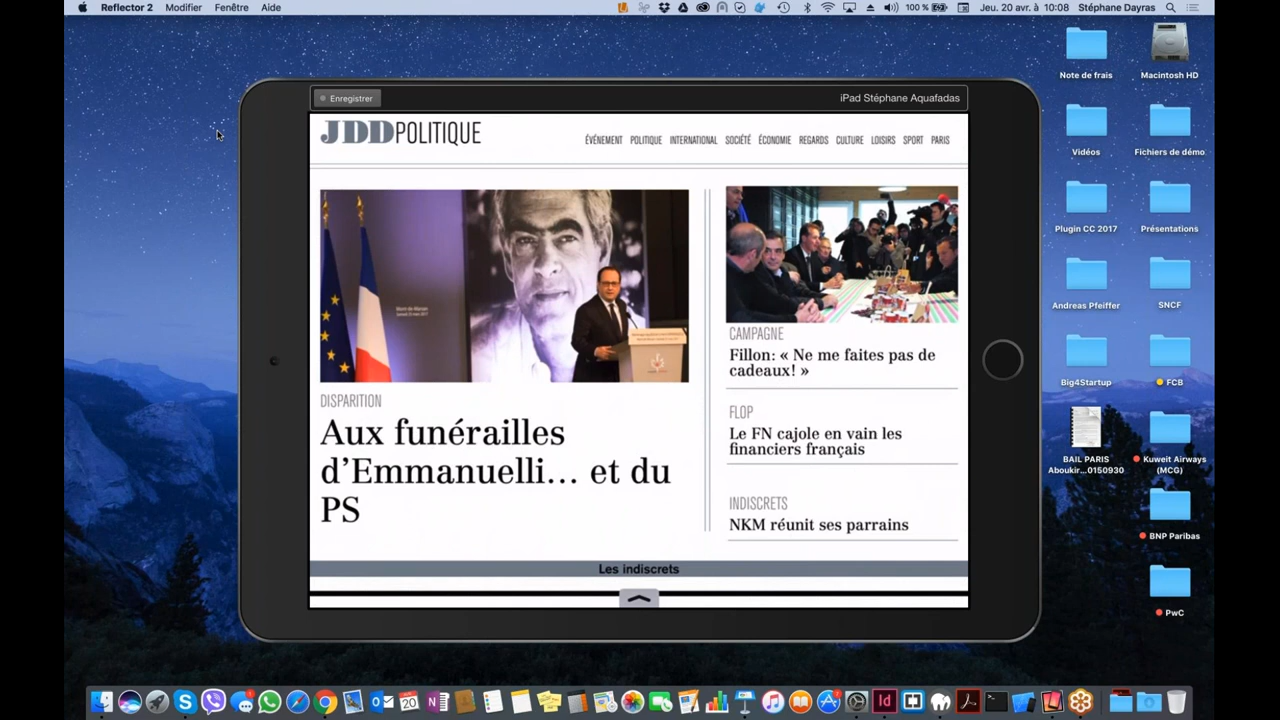 Reflector 2 Modifier Fenêtre Aide
100 % Jeu. 20 avr. à 10:08 Stéphane Dayras
Enregistrer
iPad Stéphane Aquafadas
JDDPOLITIQUE
ÉVÉNEMENT POLITIQUE INTERNATIONAL SOCIÉTÉ ÉCONOMIE REGARDS CULTURE LOISIRS SPORT PARIS
DISPARITION
Aux funérailles
d’Emmanuelli... et du
PS
CAMPAGNE
Fillon: « Ne me faites pas de
cadeaux! »
FLOP
Le FN cajole en vain les
financiers français
INDISCRETS
NKM réunit ses parrains
Les indiscrets
Note de frais
Macintosh HD
Vidéos
Fichiers de démo
Plugin CC 2017
Présentations
Andreas Pfeiffer
SNCF
Big4Startup
FCB
BAIL PARIS
Aboukir...0150930
Kuweit Airways
(MCG)
BNP Paribas
PwC
20
Id